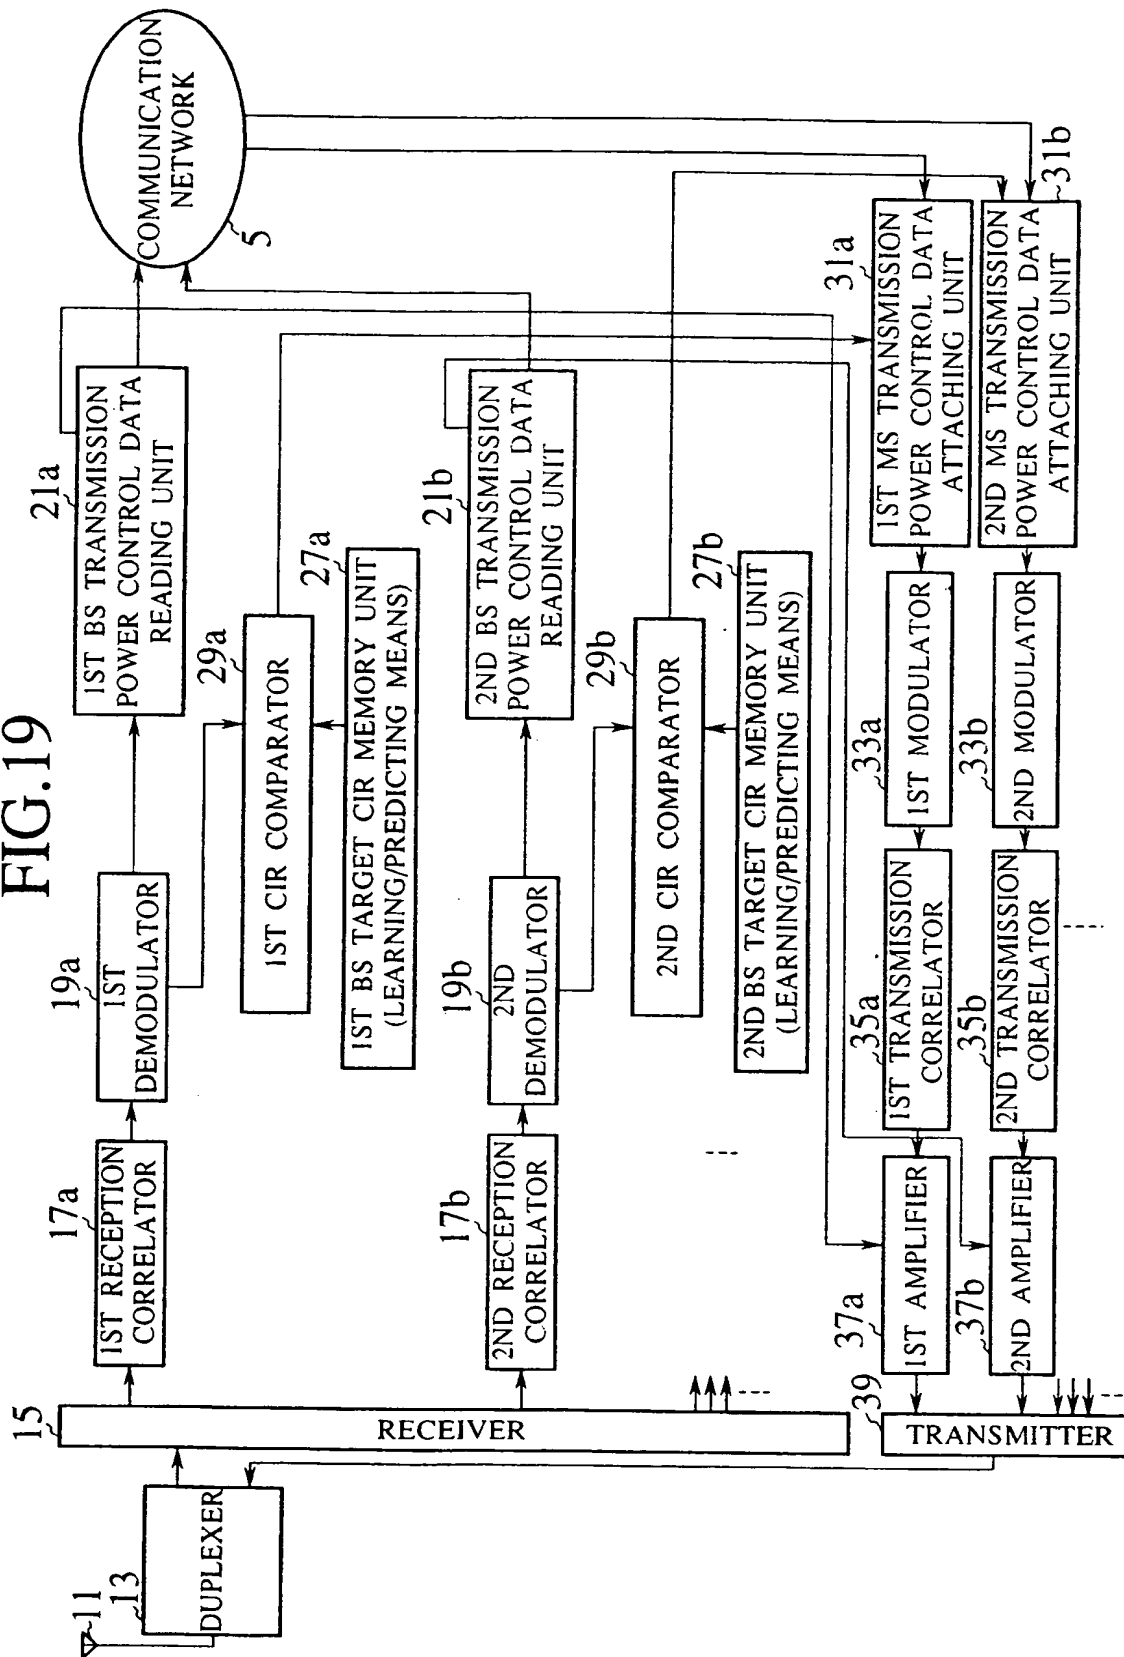 FIG.19
11
13
DUPLEXER
15
RECEIVER
17a
1ST RECEPTION
CORRELATOR
19a
1ST
DEMODULATOR
21a
1ST BS TRANSMISSION
POWER CONTROL DATA
READING UNIT
COMMUNICATION
NETWORK
5
29a
1ST CIR COMPARATOR
27a
1ST BS TARGET CIR MEMORY UNIT
(LEARNING/PREDICTING MEANS)
17b
2ND RECEPTION
CORRELATOR
19b
2ND
DEMODULATOR
21b
2ND BS TRANSMISSION
POWER CONTROL DATA
READING UNIT
29b
2ND CIR COMPARATOR
27b
2ND BS TARGET CIR MEMORY UNIT
(LEARNING/PREDICTING MEANS)
39
TRANSMITTER
37a
1ST AMPLIFIER
35a
1ST TRANSMISSION
CORRELATOR
33a
1ST MODULATOR
31a
1ST MS TRANSMISSION
POWER CONTROL DATA
ATTACHING UNIT
37b
2ND AMPLIFIER
35b
2ND TRANSMISSION
CORRELATOR
33b
2ND MODULATOR
31b
2ND MS TRANSMISSION
POWER CONTROL DATA
ATTACHING UNIT